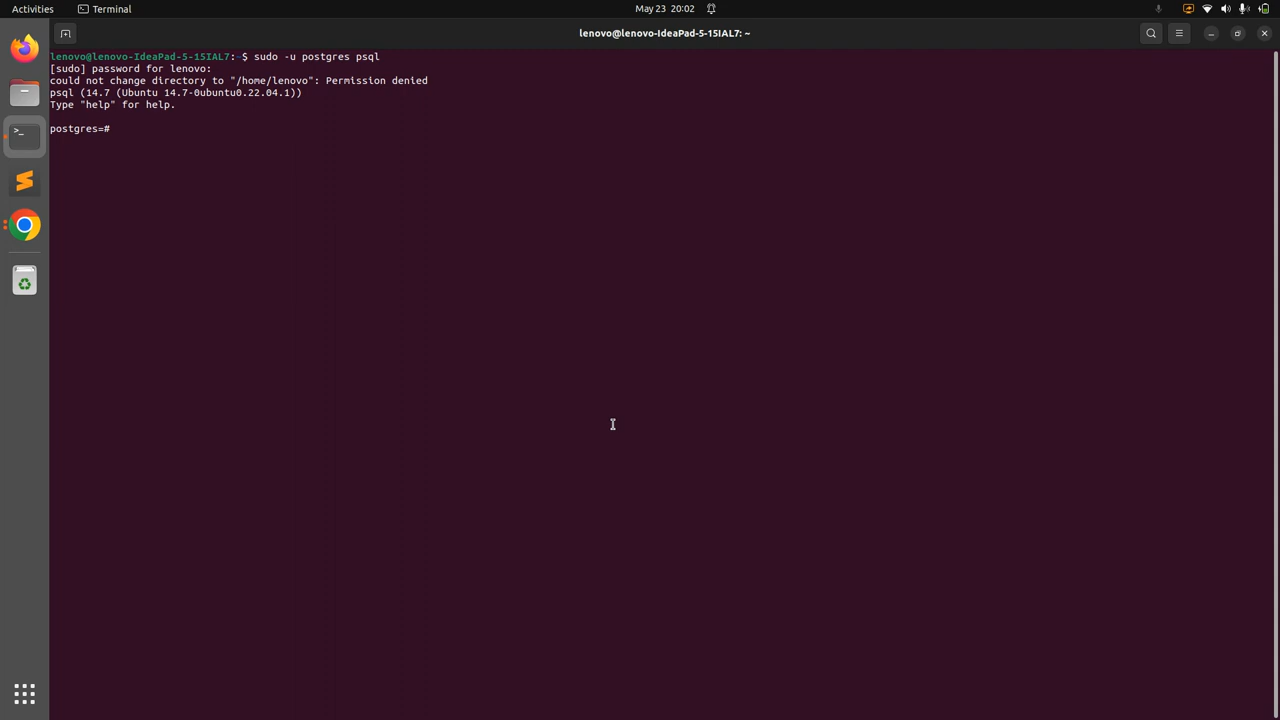 Activities
Terminal
May 23 20:02
lenovo@lenovo-IdeaPad-5-15IAL7: ~
lenovo@lenovo-IdeaPad-5-15IAL7:~$ sudo -u postgres psql
[sudo] password for lenovo:
could not change directory to "/home/lenovo": Permission denied
psql (14.7 (Ubuntu 14.7-0ubuntu0.22.04.1))
Type "help" for help.
postgres=#